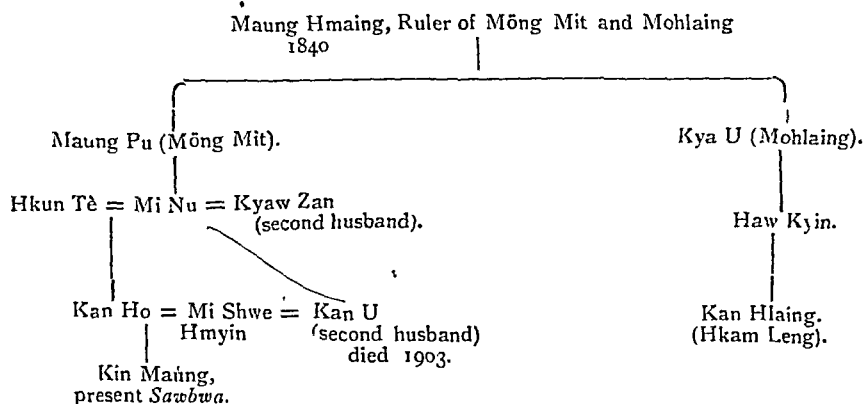 Maung Hmaing, Ruler of Möng Mit and Mohlaing
1840
Maung Pu (Möng Mit).
Kya U (Mohlaing).
Hkun Tè = Mi Nu = Kyaw Zan
(second husband).
Haw Kyin.
Kan Ho = Mi Shwe = Kan U
Hmyin (second husband)
died 1903.
Kan Hlaing.
(Hkam Leng).
Kin Maung,
present Sawbwa.